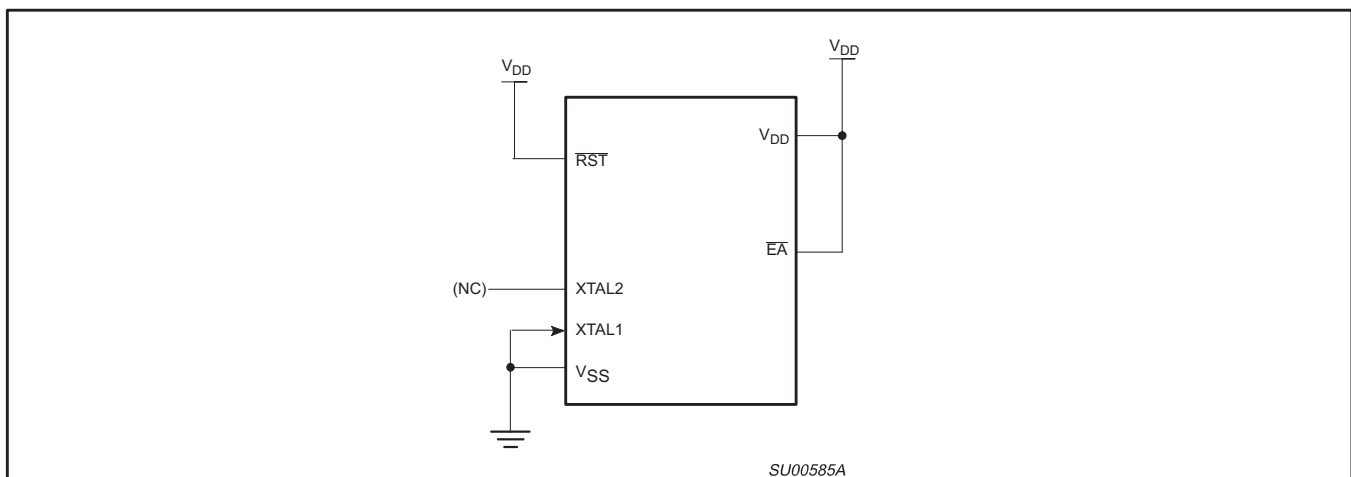 VDD
VDD
VDD
RST
EA
(NC)
XTAL2
XTAL1
VSS
SU00585A